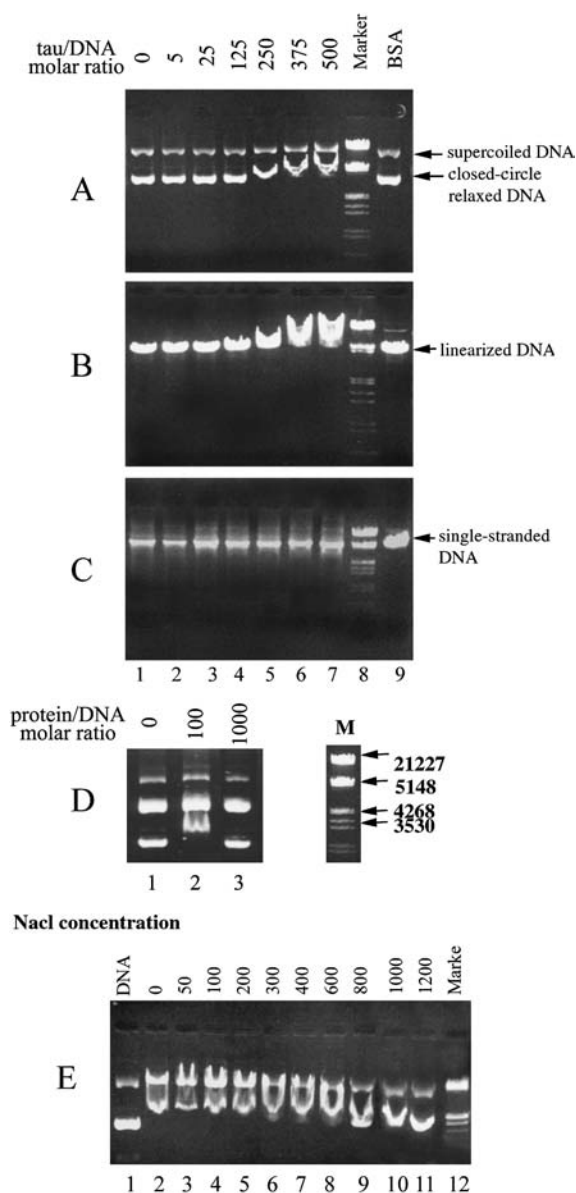 tau/DNA
molar ratio
0 5 25 125 250 375 500 Marker BSA
supercoiled DNA
closed-circle
relaxed DNA
A
B
linearized DNA
C
single-stranded
DNA
1 2 3 4 5 6 7 8 9
protein/DNA
molar ratio
0 100 1000
M
D
21227
5148
4268
3530
1 2 3
Nacl concentration
DNA 0 50 100 200 300 400 600 800 1000 1200 Marke
E
1 2 3 4 5 6 7 8 9 10 11 12